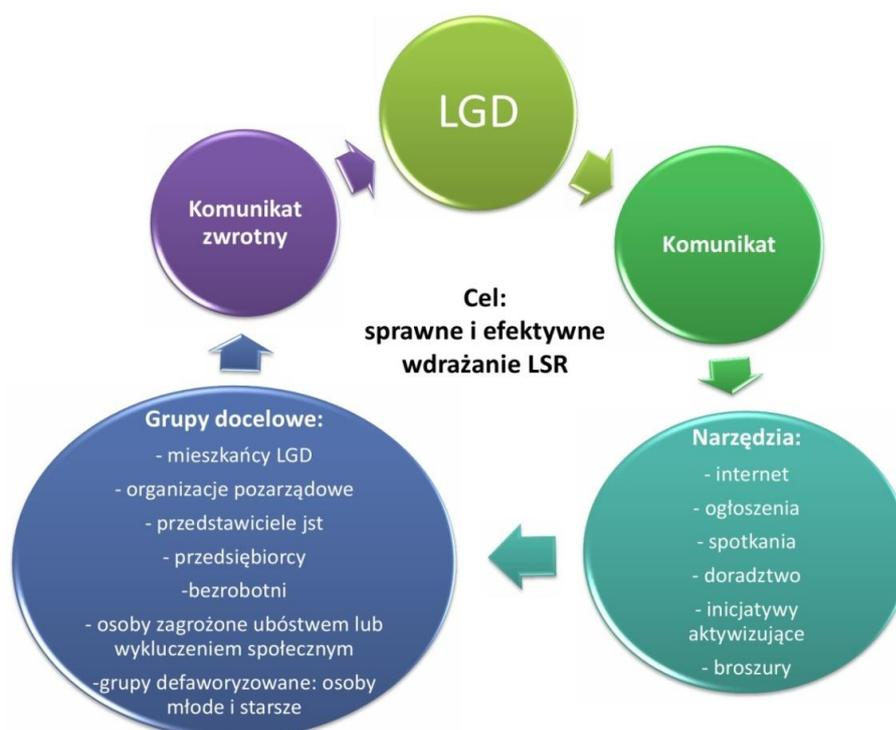 LGD
Komunikat
zwrotny
Komunikat
Cel:
sprawne i efektywne
wdrażanie LSR
Grupy docelowe:
- mieszkańcy LGD
- organizacje pozarządowe
- przedstawiciele jst
- przedsiębiorcy
-bezrobotni
- osoby zagrożone ubóstwem lub
wykluczeniem społecznym
-grupy defaworyzowane: osoby
młode i starsze
Narzędzia:
- internet
- ogłoszenia
- spotkania
- doradztwo
- inicjatywy
aktywizujące
- broszury